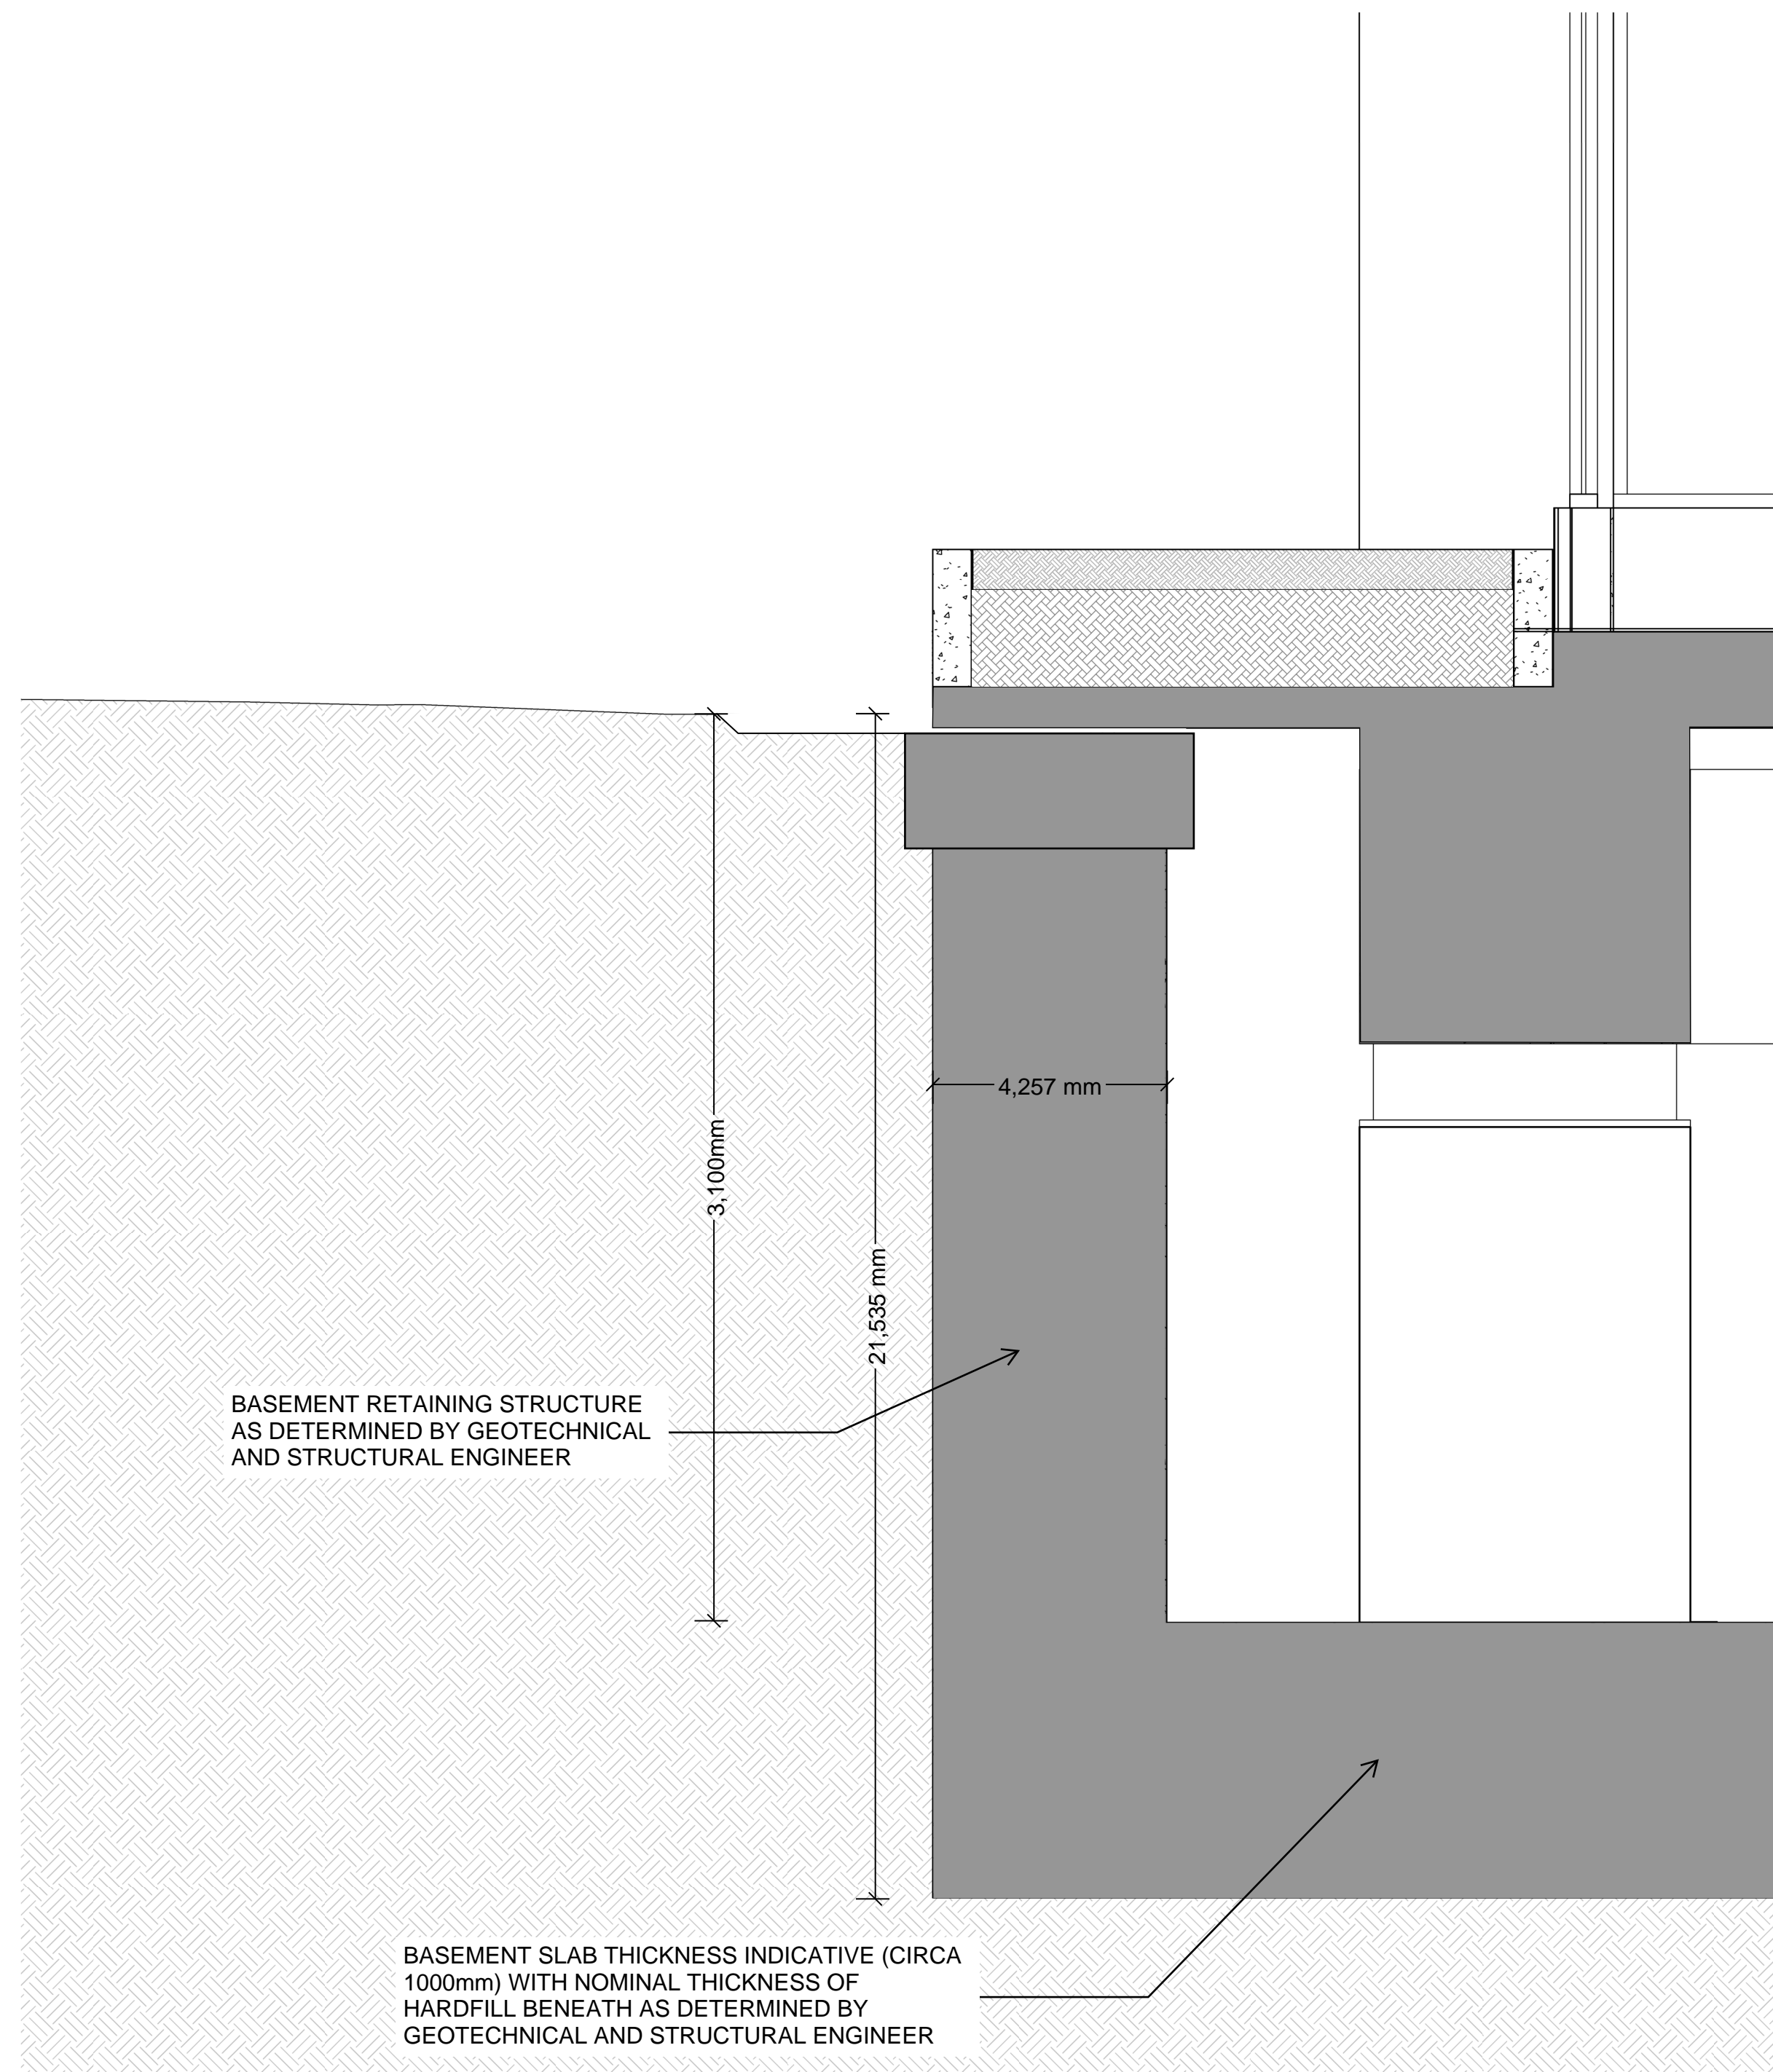 4,257 mm
3,100mm
21,535 mm
BASEMENT RETAINING STRUCTURE
AS DETERMINED BY GEOTECHNICAL
AND STRUCTURAL ENGINEER
BASEMENT SLAB THICKNESS INDICATIVE (CIRCA
1000mm) WITH NOMINAL THICKNESS OF
HARDFILL BENEATH AS DETERMINED BY
GEOTECHNICAL AND STRUCTURAL ENGINEER